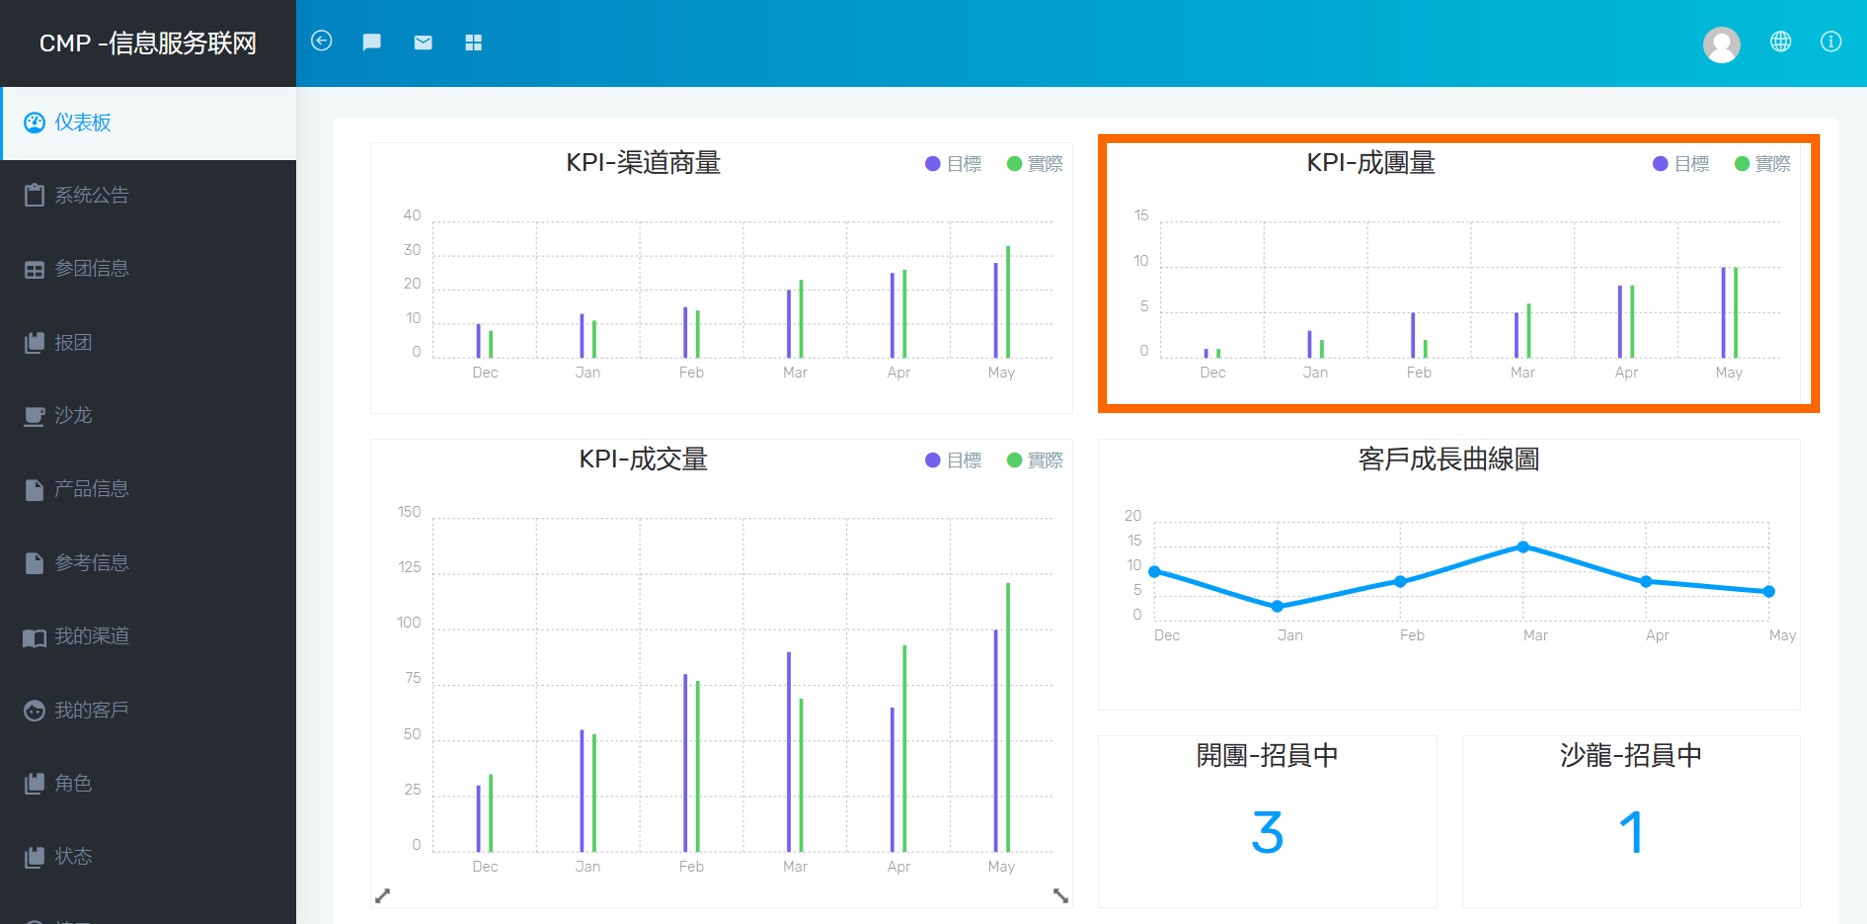 CMP -信息服务联网
仪表板
系统公告
参团信息
报团
沙龙
产品信息
参考信息
我的渠道
我的客戶
角色
状态
KPI-渠道商量
目標 實際
40
30
20
10
0
Dec Jan Feb Mar Apr May
KPI-成團量
目標 實際
15
10
5
0
Dec Jan Feb Mar Apr May
KPI-成交量
目標 實際
150
125
100
75
50
25
0
Dec Jan Feb Mar Apr May
客戶成長曲線圖
20
15
10
5
0
Dec Jan Feb Mar Apr May
開團-招員中
3
沙龍-招員中
1